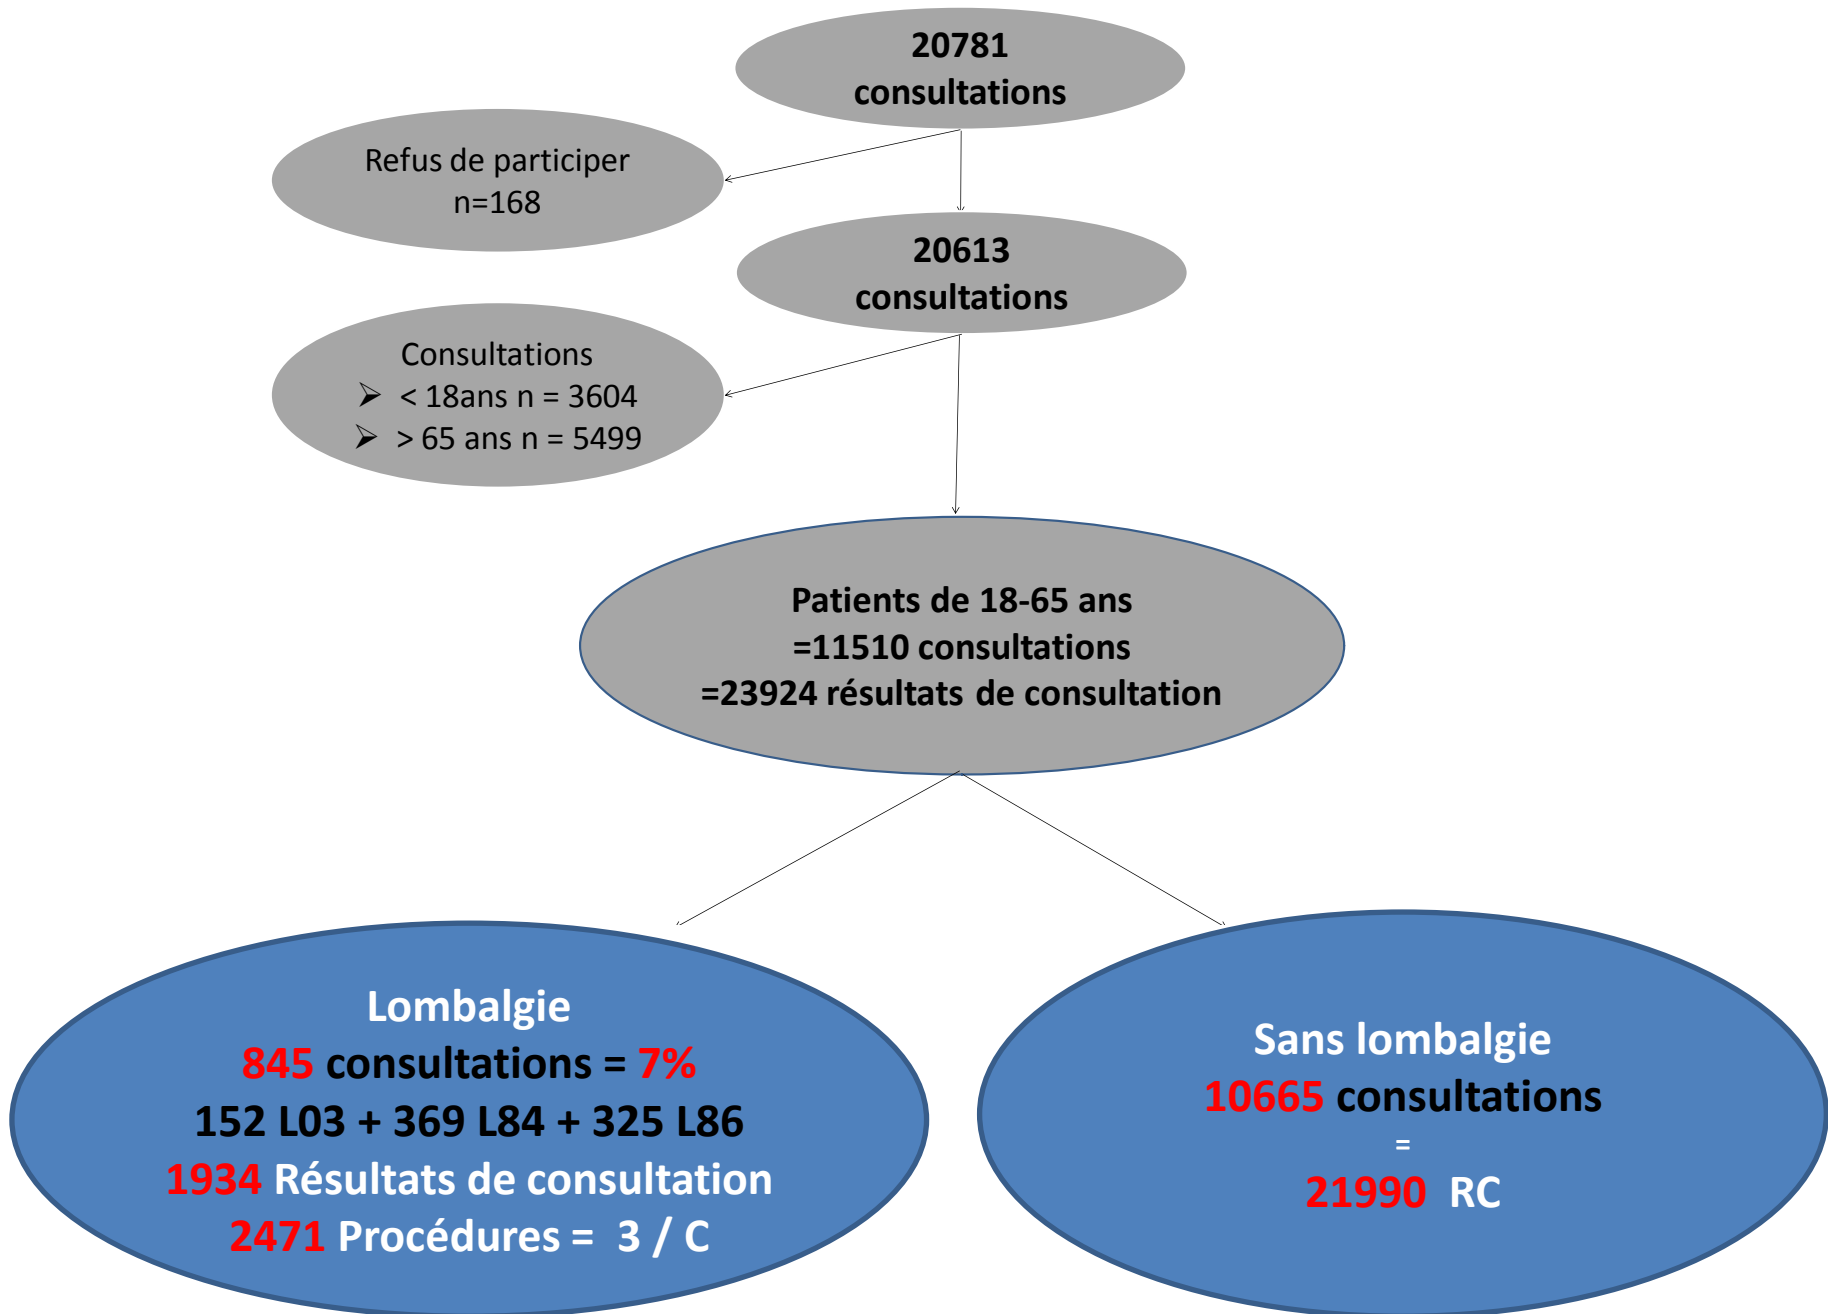 20781
consultations
Refus de participer
n=168
20613
consultations
Consultations
➢ < 18ans n = 3604
➢ > 65 ans n = 5499
Patients de 18-65 ans
=11510 consultations
=23924 résultats de consultation
Lombalgie
845 consultations = 7%
152 L03 + 369 L84 + 325 L86
1934 Résultats de consultation
2471 Procédures = 3 / C
Sans lombalgie
10665 consultations
=
21990 RC